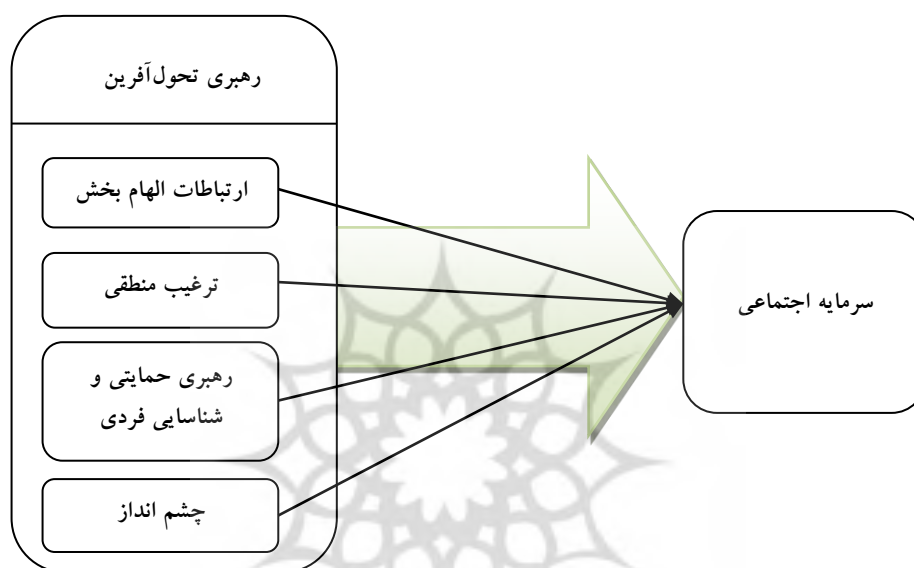 رهبری تحول‌آفرین
ارتباطات الهام بخش
ترغیب منطقی
رهبری حمایتی و
شناسایی فردی
چشم انداز
سرمایه اجتماعی